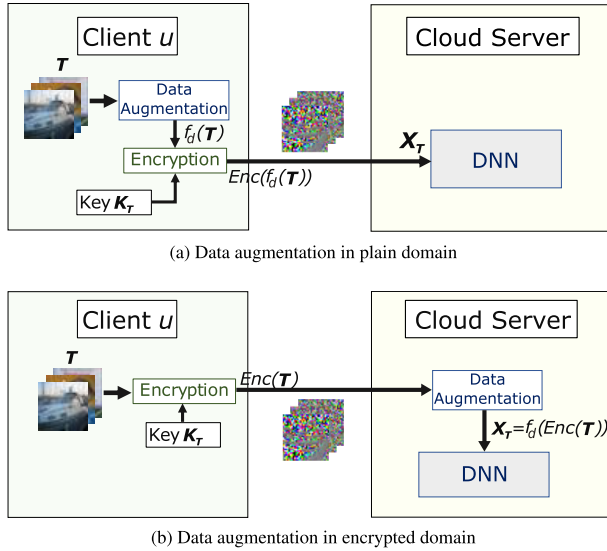 Client u
Cloud Server
T
Data
Augmentation
f_d(T)
Encryption
Key K_T
Enc(f_d(T))
X_T
DNN
(a) Data augmentation in plain domain
Client u
Cloud Server
T
Encryption
Key K_T
Enc(T)
Data
Augmentation
X_T=f_d(Enc(T))
DNN
(b) Data augmentation in encrypted domain